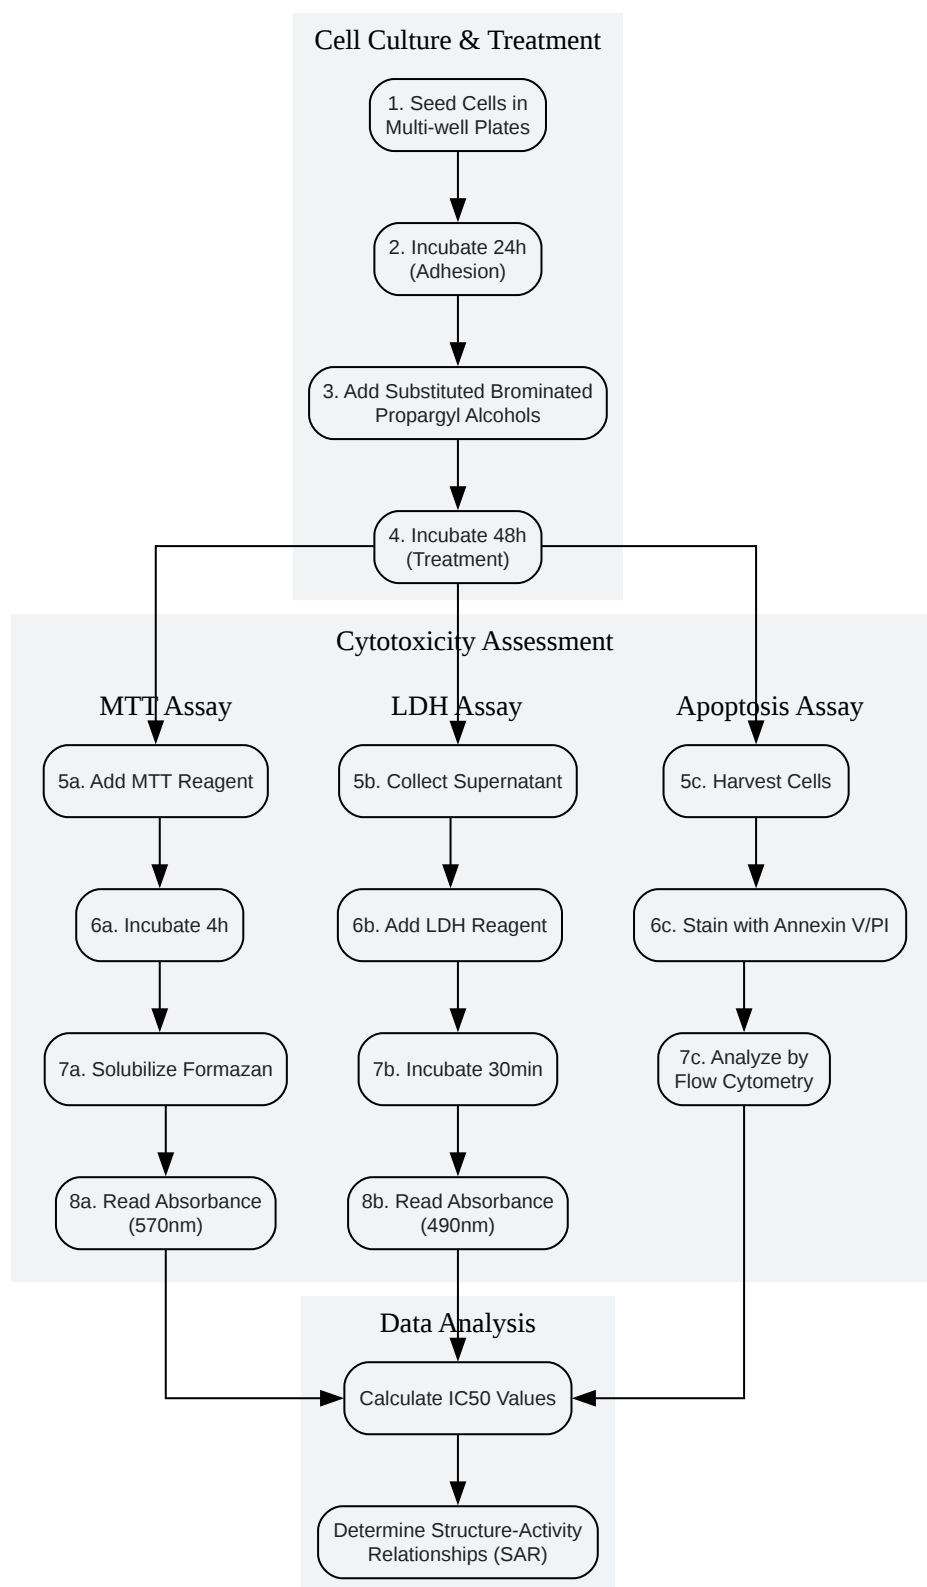 Cell Culture & Treatment
1. Seed Cells in
Multi-well Plates
2. Incubate 24h
(Adhesion)
3. Add Substituted Brominated
Propargyl Alcohols
4. Incubate 48h
(Treatment)
Cytotoxicity Assessment
MTT Assay
LDH Assay
Apoptosis Assay
5a. Add MTT Reagent
5b. Collect Supernatant
5c. Harvest Cells
6a. Incubate 4h
6b. Add LDH Reagent
6c. Stain with Annexin V/PI
7a. Solubilize Formazan
7b. Incubate 30min
7c. Analyze by
Flow Cytometry
8a. Read Absorbance
(570nm)
8b. Read Absorbance
(490nm)
Data Analysis
Calculate IC50 Values
Determine Structure-Activity
Relationships (SAR)